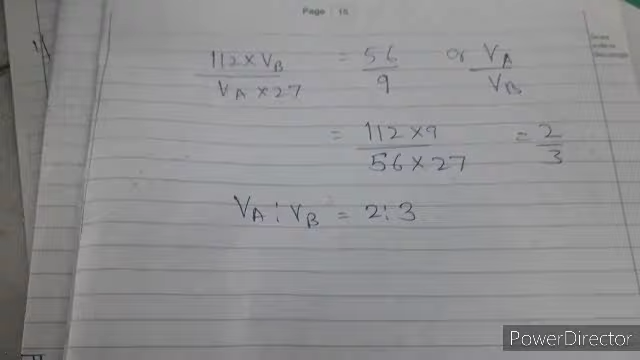 Page : 15
112 × VB / VA × 27 = 56 / 9 or VA / VB
= 112 × 9 / 56 × 27 = 2 / 3
VA : VB = 2 : 3
PowerDirector